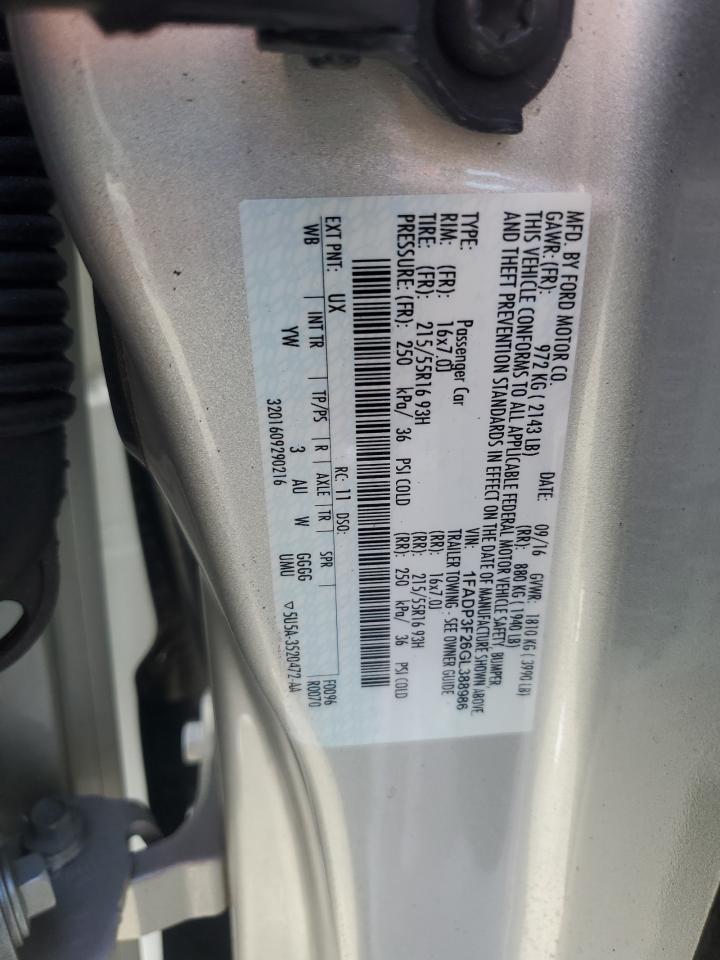 MFD. BY FORD MOTOR CO.
DATE: 09/16 GVWR: 1810 KG ( 3990 LB)
GAWR: (FR): 972 KG ( 2143 LB) (RR): 880 KG ( 1940 LB)
THIS VEHICLE CONFORMS TO ALL APPLICABLE FEDERAL MOTOR VEHICLE SAFETY, BUMPER,
AND THEFT PREVENTION STANDARDS IN EFFECT ON THE DATE OF MANUFACTURE SHOWN ABOVE.
VIN: 1FADP3F26GL388986
TYPE: Passenger Car TRAILER TOWING - SEE OWNER GUIDE
RIM: (FR): 16x7.0J (RR): 16x7.0J
TIRE: (FR): 215/55R16 93H (RR): 215/55R16 93H
PRESSURE: (FR): 250 kPa/ 36 PSI COLD (RR): 250 kPa/ 36 PSI COLD
EXT PNT: UX RC: 11 DSO: F0096
WB INT TR TP/PS R AXLE TR SPR R0070
YW 3 AU W GGGG
UMU
3201609290216 ▽5U5A-3520472-AA